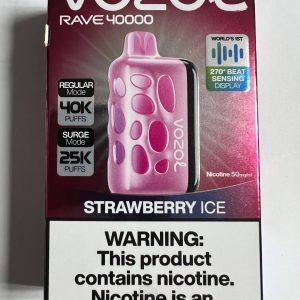 VOZOL
RAVE 40000
WORLD'S 1ST
270° BEAT
SENSING
DISPLAY
REGULAR
Mode
40K
PUFFS
SURGE
Mode
25K
PUFFS
VOZOL
Nicotine 50mg/ml
STRAWBERRY ICE
WARNING:
This product
contains nicotine.
Nicotine is an